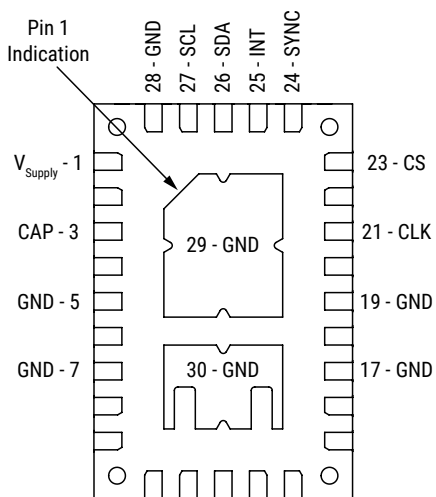 Pin 1
Indication
28 - GND
27 - SCL
26 - SDA
25 - INT
24 - SYNC
VSupply - 1
23 - CS
CAP - 3
29 - GND
21 - CLK
GND - 5
19 - GND
GND - 7
30 - GND
17 - GND